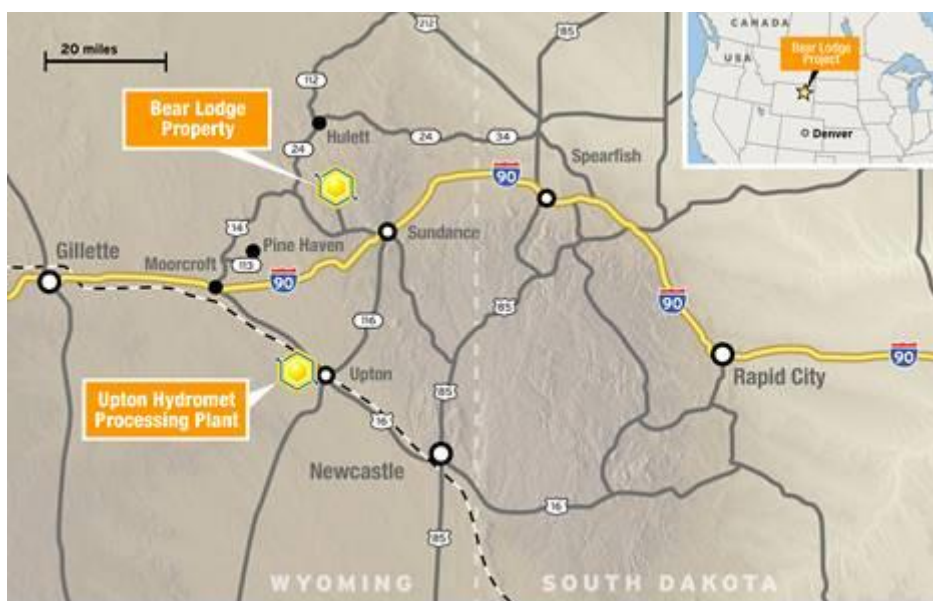 20 miles
212
85
CANADA
USA
Bear Lodge
Project
Denver
112
Bear Lodge
Property
Hulett
24
24
34
Spearfish
90
14
Sundance
Pine Haven
Gillette
Moorcroft
113
90
90
85
116
Rapid City
90
Upton
Upton Hydromet
Processing Plant
85
16
Newcastle
16
85
WYOMING
SOUTH DAKOTA